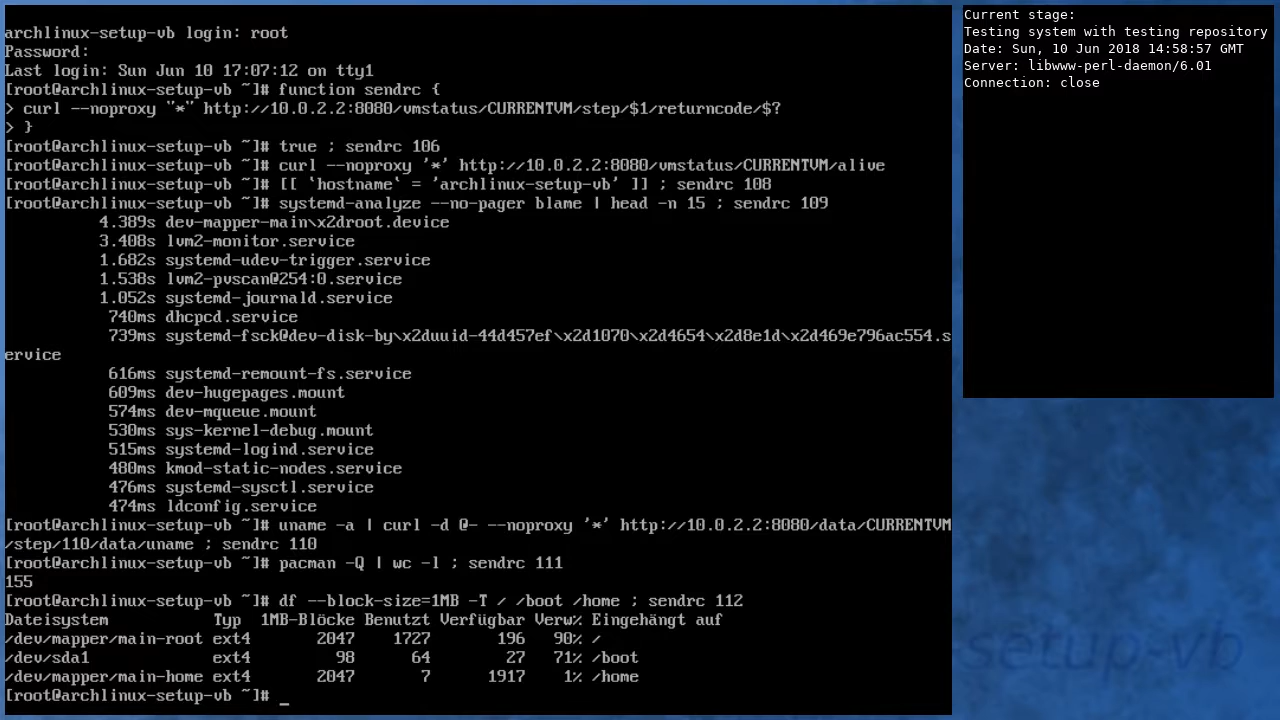 archlinux-setup-vb login: root
Password:
Last login: Sun Jun 10 17:07:12 on tty1
[root@archlinux-setup-vb ~]# function sendrc {
> curl --noproxy "*" http://10.0.2.2:8080/vmstatus/CURRENTVM/step/$1/returncode/$?
> }
[root@archlinux-setup-vb ~]# true ; sendrc 106
[root@archlinux-setup-vb ~]# curl --noproxy '*' http://10.0.2.2:8080/vmstatus/CURRENTVM/alive
[root@archlinux-setup-vb ~]# [[ `hostname` = 'archlinux-setup-vb' ]] ; sendrc 108
[root@archlinux-setup-vb ~]# systemd-analyze --no-pager blame | head -n 15 ; sendrc 109
4.389s dev-mapper-main\x2droot.device
3.408s lvm2-monitor.service
1.682s systemd-udev-trigger.service
1.538s lvm2-pvscan@254:0.service
1.052s systemd-journald.service
740ms dhcpcd.service
739ms systemd-fsck@dev-disk-by\x2duuid-44d457ef\x2d1070\x2d4654\x2d8e1d\x2d469e796ac554.s
ervice
616ms systemd-remount-fs.service
609ms dev-hugepages.mount
574ms dev-mqueue.mount
530ms sys-kernel-debug.mount
515ms systemd-logind.service
480ms kmod-static-nodes.service
476ms systemd-sysctl.service
474ms ldconfig.service
[root@archlinux-setup-vb ~]# uname -a | curl -d @- --noproxy '*' http://10.0.2.2:8080/data/CURRENTVM
/step/110/data/uname ; sendrc 110
[root@archlinux-setup-vb ~]# pacman -Q | wc -l ; sendrc 111
155
[root@archlinux-setup-vb ~]# df --block-size=1MB -T / /boot /home ; sendrc 112
Dateisystem Typ 1MB-Blöcke Benutzt Verfügbar Verw% Eingehängt auf
/dev/mapper/main-root ext4 2047 1727 196 90% /
/dev/sda1 ext4 98 64 27 71% /boot
/dev/mapper/main-home ext4 2047 7 1917 1% /home
[root@archlinux-setup-vb ~]# _
Current stage:
Testing system with testing repository
Date: Sun, 10 Jun 2018 14:58:57 GMT
Server: libwww-perl-daemon/6.01
Connection: close
setup-vb